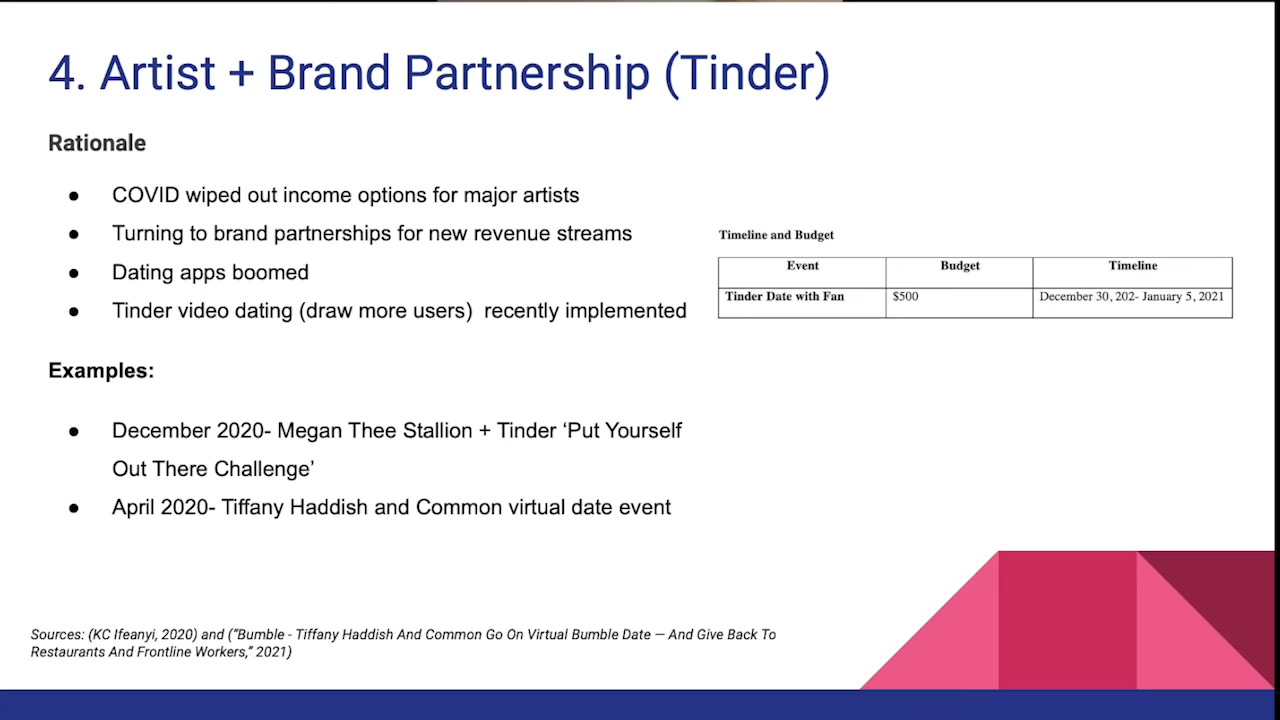 4. Artist + Brand Partnership (Tinder)
Rationale
● COVID wiped out income options for major artists
● Turning to brand partnerships for new revenue streams
● Dating apps boomed
● Tinder video dating (draw more users)  recently implemented
Timeline and Budget
Event Budget Timeline
Tinder Date with Fan $500 December 30, 202- January 5, 2021
Examples:
● December 2020- Megan Thee Stallion + Tinder ‘Put Yourself
Out There Challenge’
● April 2020- Tiffany Haddish and Common virtual date event
Sources: (KC Ifeanyi, 2020) and (“Bumble - Tiffany Haddish And Common Go On Virtual Bumble Date — And Give Back To
Restaurants And Frontline Workers,” 2021)